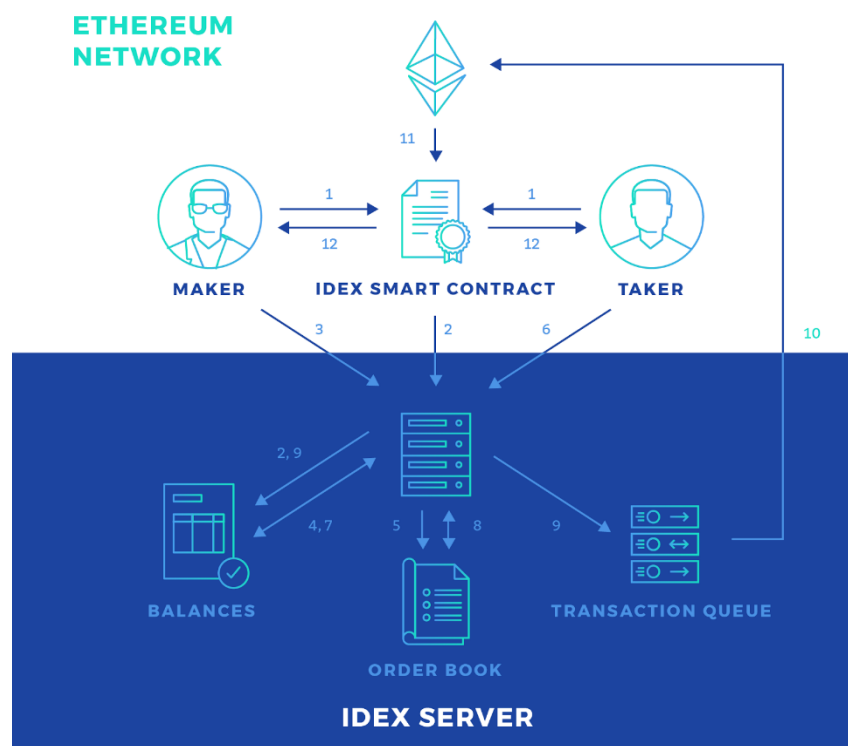 ETHEREUM
NETWORK
11
1
1
12
12
MAKER
IDEX SMART CONTRACT
TAKER
3
2
6
10
2, 9
4,7
5
8
9
BALANCES
TRANSACTION QUEUE
ORDER BOOK
IDEX SERVER